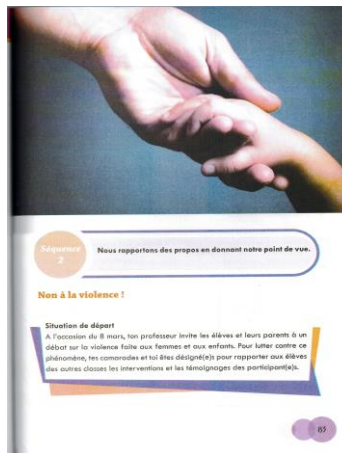 Séquence
2
Nous rapportons des propos en donnant notre point de vue.
Non à la violence !
Situation de départ
A l'occasion du 8 mars, ton professeur invite les élèves et leurs parents à un
débat sur la violence faite aux femmes et aux enfants. Pour lutter contre ce
phénomène, tes camarades et toi êtes désigné(e)s pour rapporter aux élèves
des autres classes les interventions et les témoignages des participant(e)s.
85